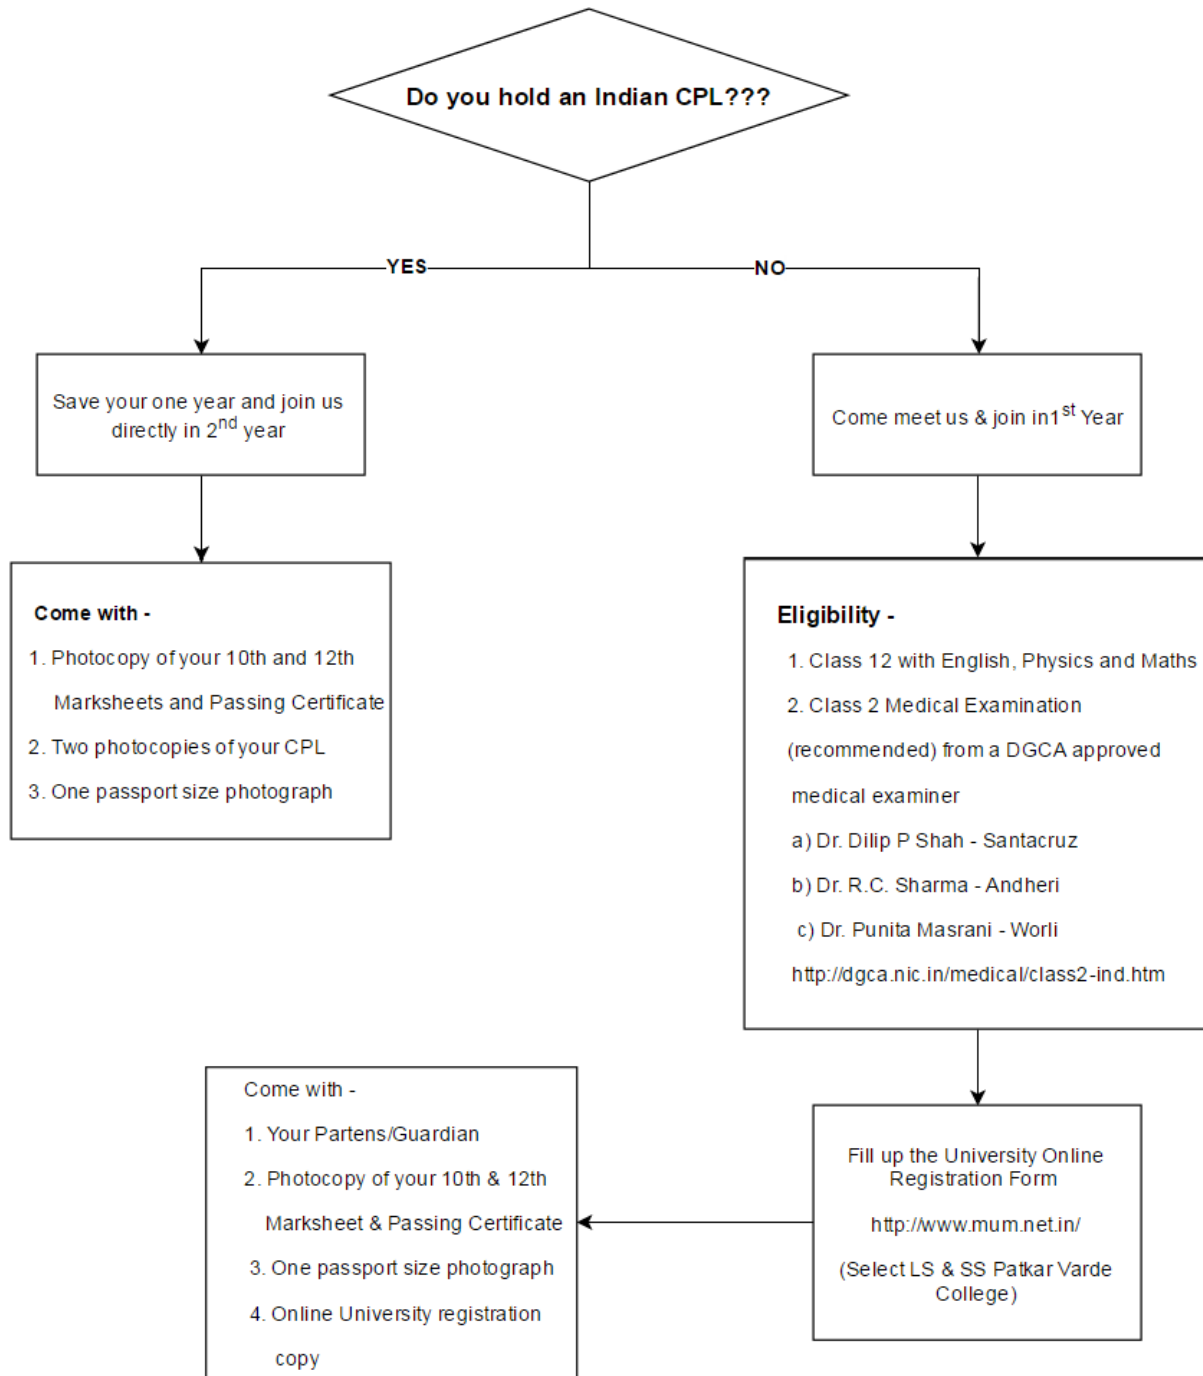 Do you hold an Indian CPL???
YES
NO
Save your one year and join us
directly in 2nd year
Come meet us & join in1st Year
Come with -
1. Photocopy of your 10th and 12th
Marksheets and Passing Certificate
2. Two photocopies of your CPL
3. One passport size photograph
Eligibility -
1. Class 12 with English, Physics and Maths
2. Class 2 Medical Examination
(recommended) from a DGCA approved
medical examiner
a) Dr. Dilip P Shah - Santacruz
b) Dr. R.C. Sharma - Andheri
c) Dr. Punita Masrani - Worli
http://dgca.nic.in/medical/class2-ind.htm
Fill up the University Online
Registration Form
http://www.mum.net.in/
(Select LS & SS Patkar Varde
College)
Come with -
1. Your Partens/Guardian
2. Photocopy of your 10th & 12th
Marksheet & Passing Certificate
3. One passport size photograph
4. Online University registration
copy